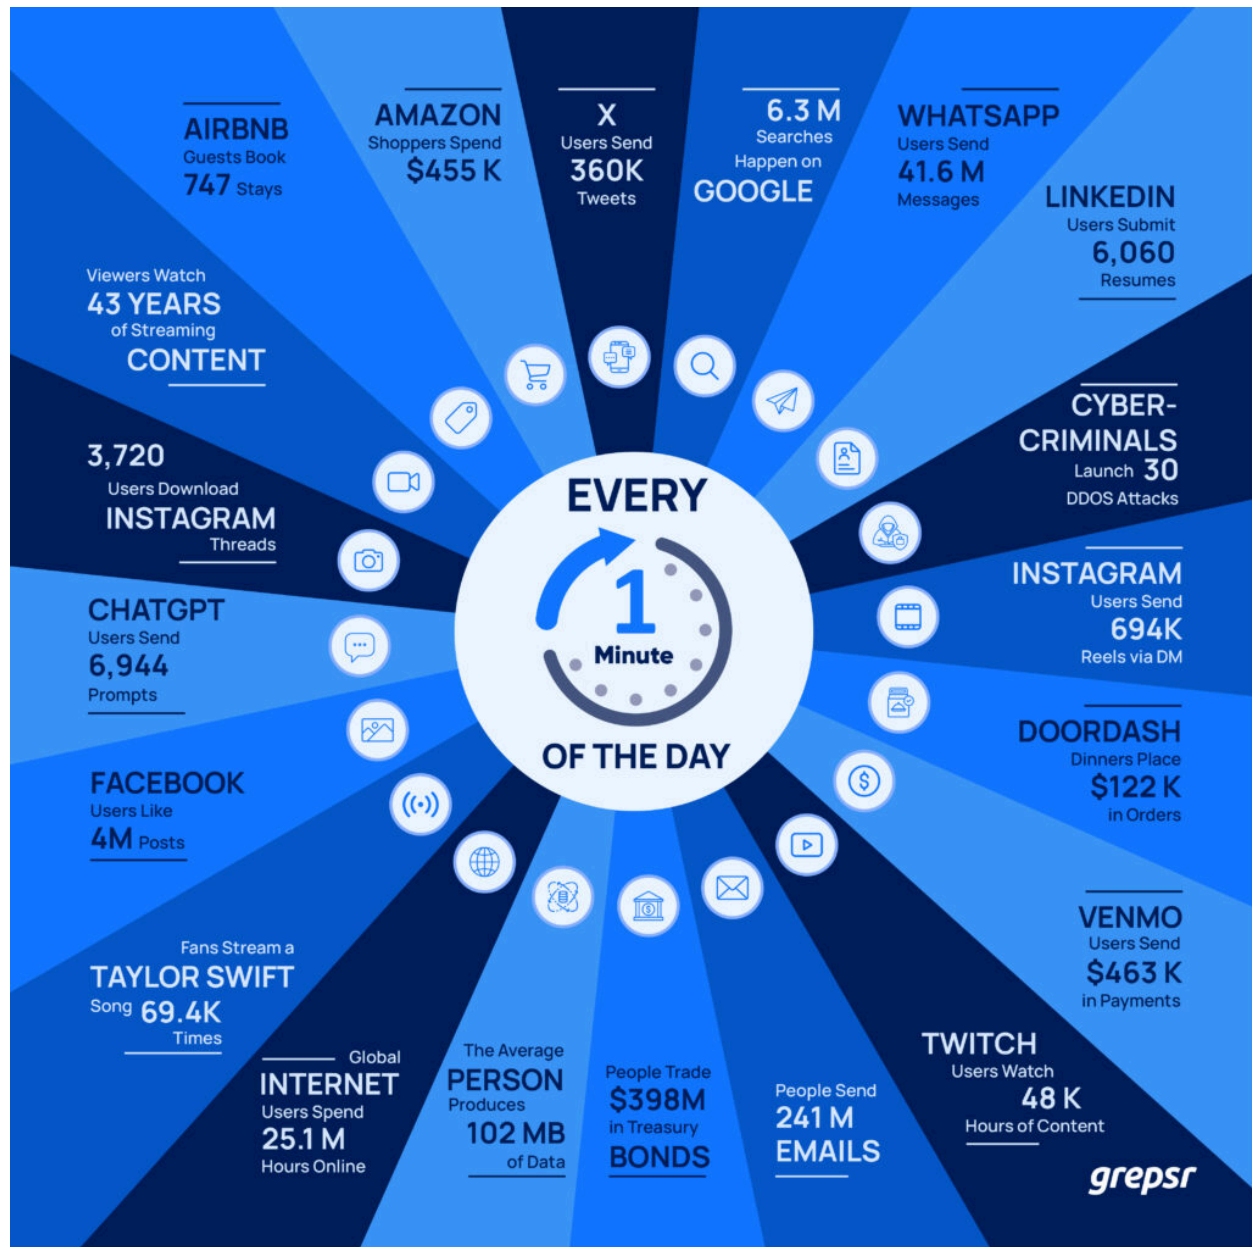 AIRBNB
Guests Book
747 Stays
AMAZON
Shoppers Spend
$455 K
X
Users Send
360K
Tweets
6.3 M
Searches
Happen on
GOOGLE
WHATSAPP
Users Send
41.6 M
Messages
LINKEDIN
Users Submit
6,060
Resumes
CYBER-
CRIMINALS
Launch 30
DDOS Attacks
INSTAGRAM
Users Send
694K
Reels via DM
DOORDASH
Dinners Place
$122 K
in Orders
VENMO
Users Send
$463 K
in Payments
TWITCH
Users Watch
48 K
Hours of Content
People Send
241 M
EMAILS
People Trade
$398M
in Treasury
BONDS
The Average
PERSON
Produces
102 MB
of Data
Global
INTERNET
Users Spend
25.1 M
Hours Online
Fans Stream a
TAYLOR SWIFT
Song 69.4K
Times
FACEBOOK
Users Like
4M Posts
CHATGPT
Users Send
6,944
Prompts
3,720
Users Download
INSTAGRAM
Threads
Viewers Watch
43 YEARS
of Streaming
CONTENT
EVERY
1
Minute
OF THE DAY
grepsr